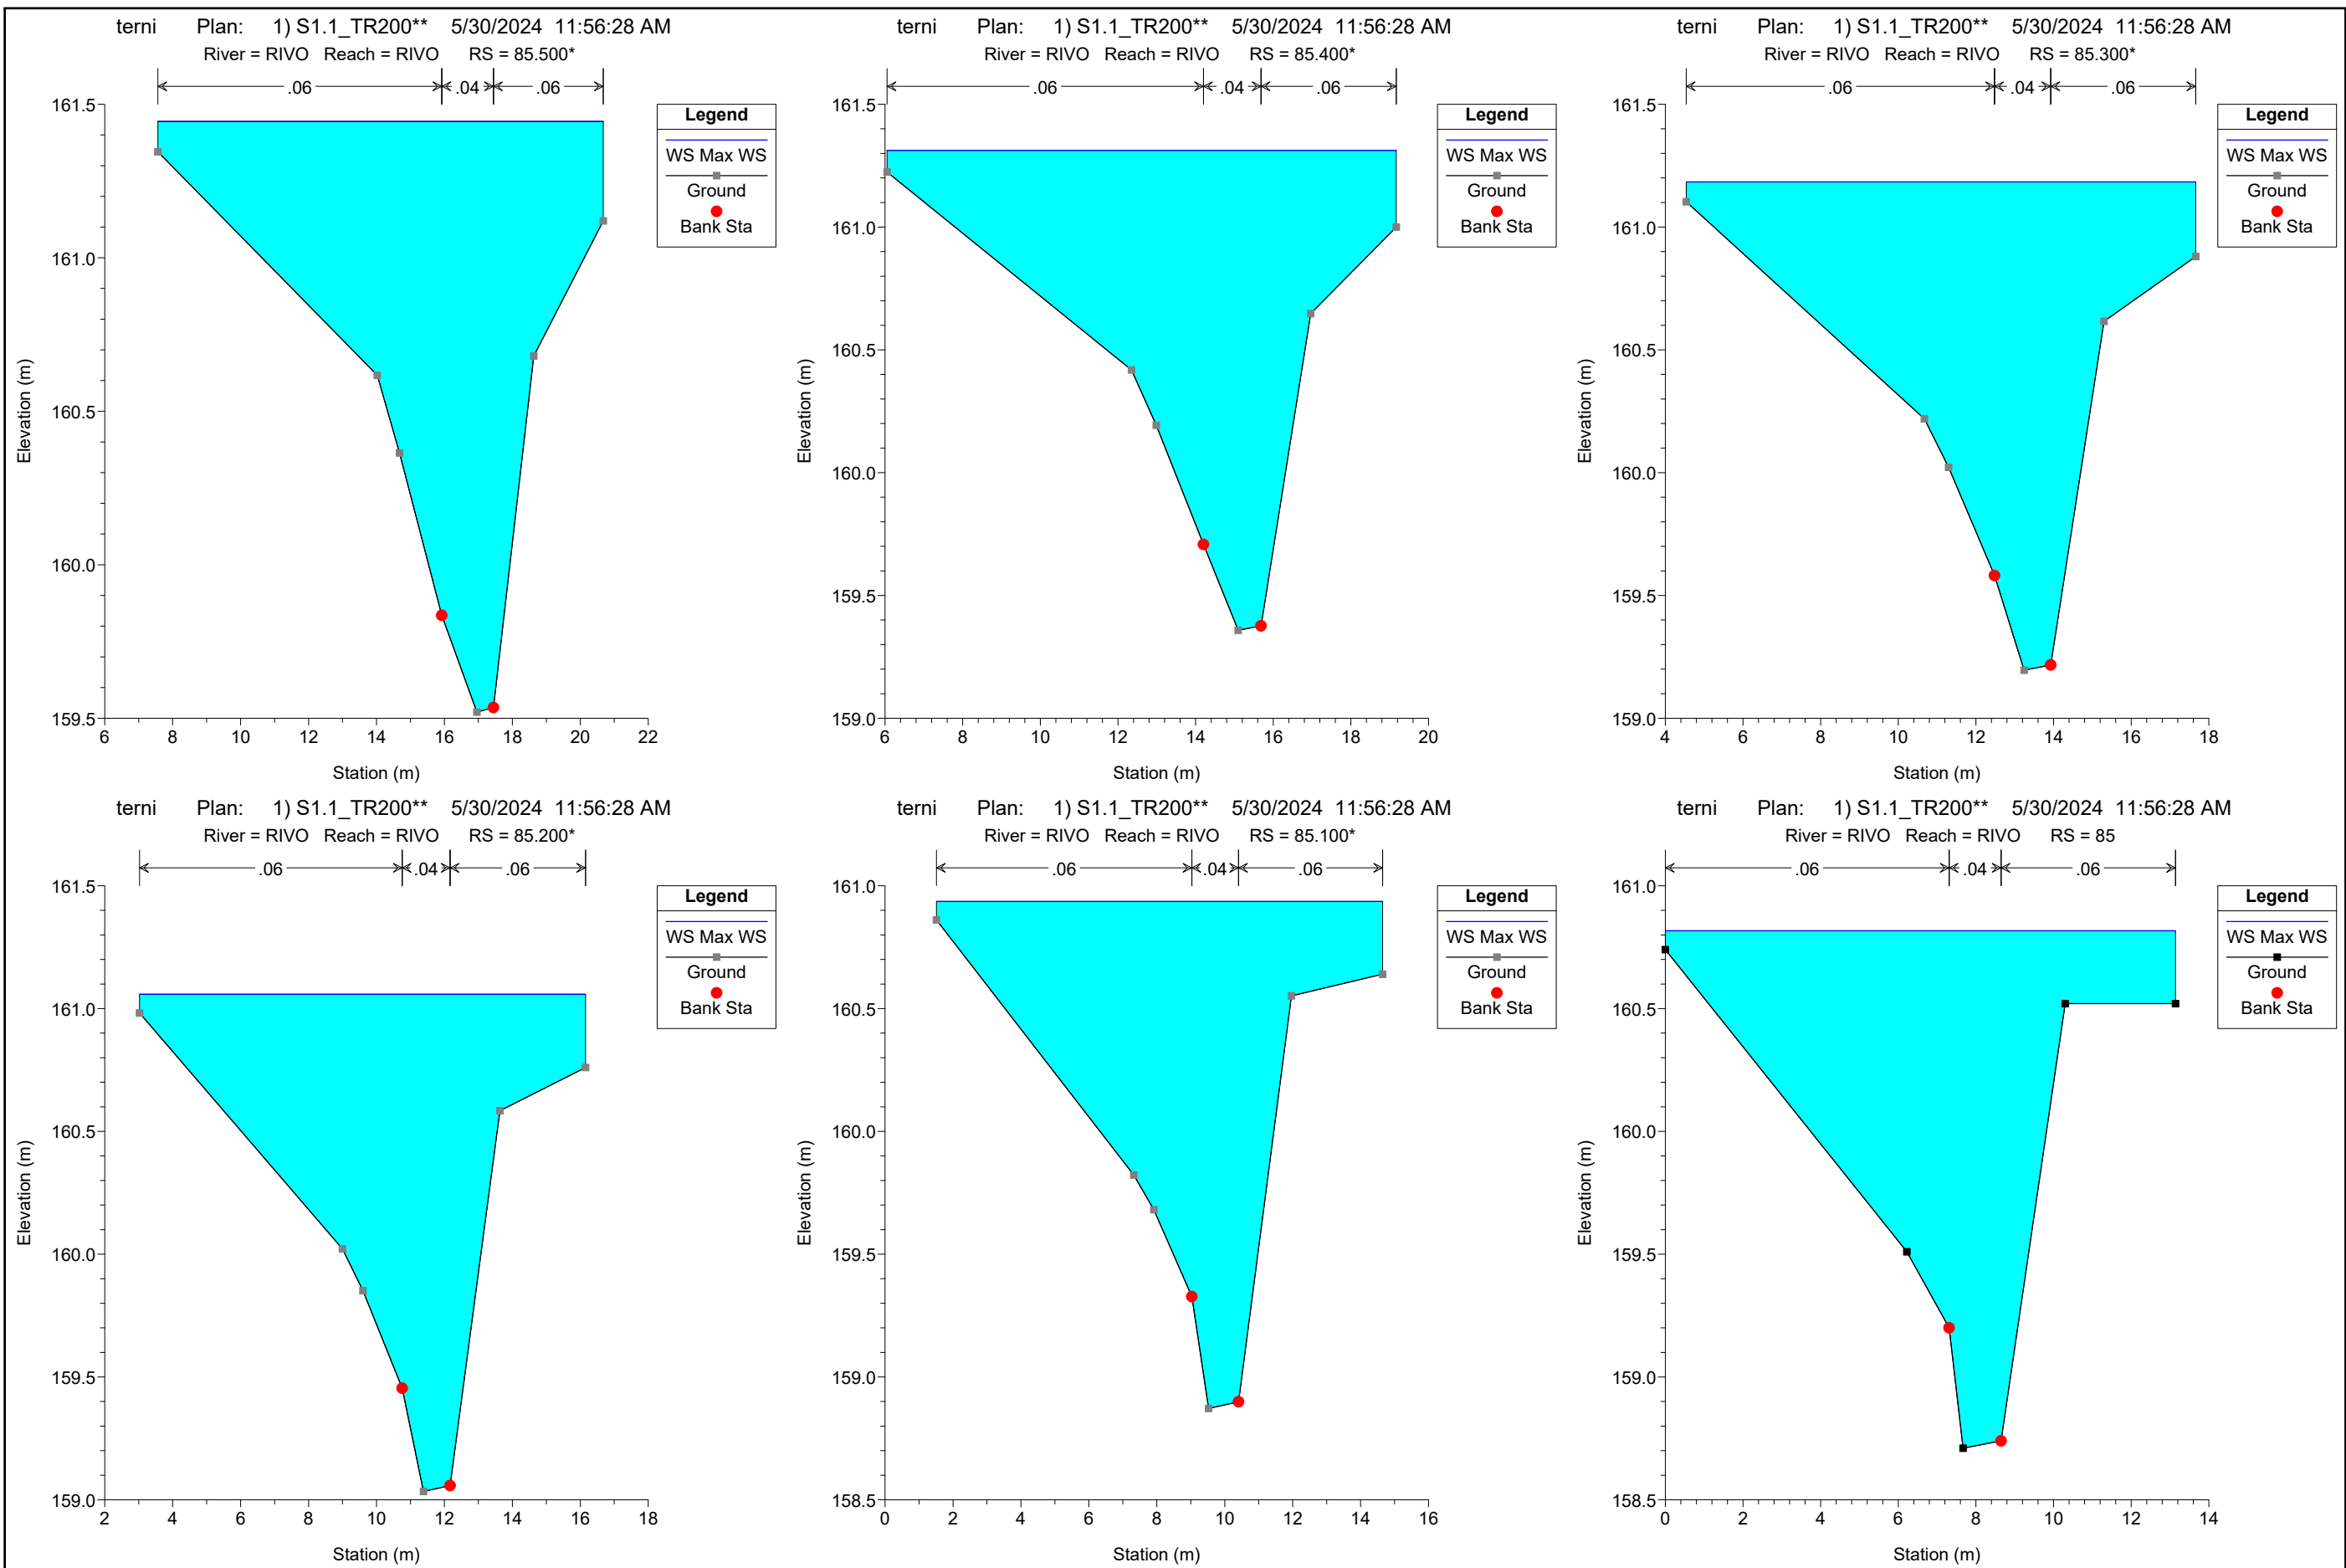 terni Plan: 1) S1.1_TR200** 5/30/2024 11:56:28 AM
River = RIVO Reach = RIVO RS = 85.500*
.06 .04 .06
Legend
WS Max WS
Ground
Bank Sta
161.5
161.0
160.5
160.0
159.5
6 8 10 12 14 16 18 20 22
Elevation (m)
Station (m)
terni Plan: 1) S1.1_TR200** 5/30/2024 11:56:28 AM
River = RIVO Reach = RIVO RS = 85.400*
.06 .04 .06
Legend
WS Max WS
Ground
Bank Sta
161.5
161.0
160.5
160.0
159.5
159.0
6 8 10 12 14 16 18 20
Elevation (m)
Station (m)
terni Plan: 1) S1.1_TR200** 5/30/2024 11:56:28 AM
River = RIVO Reach = RIVO RS = 85.300*
.06 .04 .06
Legend
WS Max WS
Ground
Bank Sta
161.5
161.0
160.5
160.0
159.5
159.0
4 6 8 10 12 14 16 18
Elevation (m)
Station (m)
terni Plan: 1) S1.1_TR200** 5/30/2024 11:56:28 AM
River = RIVO Reach = RIVO RS = 85.200*
.06 .04 .06
Legend
WS Max WS
Ground
Bank Sta
161.5
161.0
160.5
160.0
159.5
159.0
2 4 6 8 10 12 14 16 18
Elevation (m)
Station (m)
terni Plan: 1) S1.1_TR200** 5/30/2024 11:56:28 AM
River = RIVO Reach = RIVO RS = 85.100*
.06 .04 .06
Legend
WS Max WS
Ground
Bank Sta
161.0
160.5
160.0
159.5
159.0
158.5
0 2 4 6 8 10 12 14 16
Elevation (m)
Station (m)
terni Plan: 1) S1.1_TR200** 5/30/2024 11:56:28 AM
River = RIVO Reach = RIVO RS = 85
.06 .04 .06
Legend
WS Max WS
Ground
Bank Sta
161.0
160.5
160.0
159.5
159.0
158.5
0 2 4 6 8 10 12 14
Elevation (m)
Station (m)